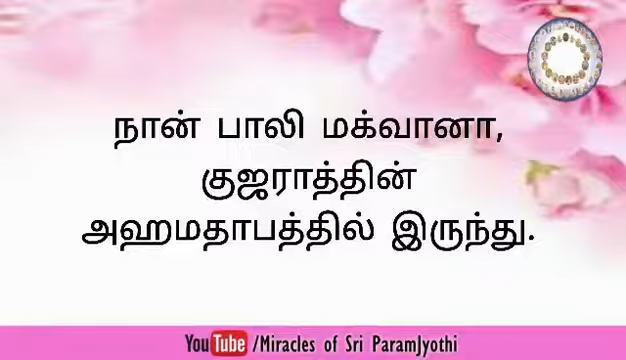 நான் பாலி மக்வானா,
குஜராத்தின்
அஹமதாபத்தில் இருந்து.
YouTube /Miracles of Sri ParamJyothi